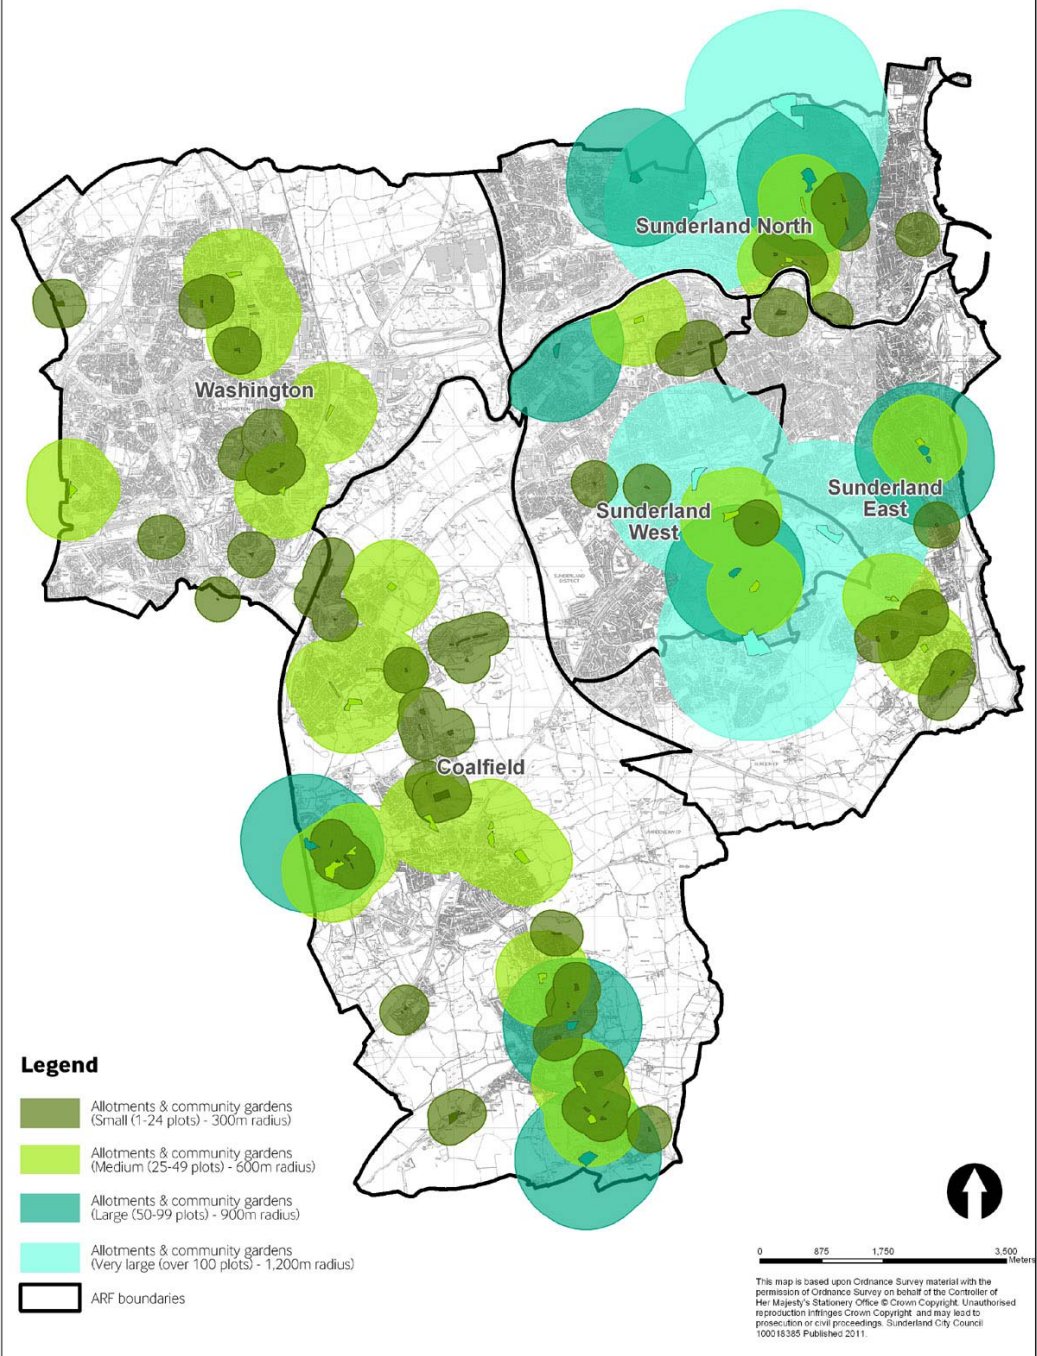 Sunderland North
Washington
Sunderland
West
Sunderland
East
SUNDERLAND
DISTRICT
Coalfield
Legend
Allotments & community gardens
(Small (1-24 plots) - 300m radius)
Allotments & community gardens
(Medium (25-49 plots) - 600m radius)
Allotments & community gardens
(Large (50-99 plots) - 900m radius)
Allotments & community gardens
(Very large (over 100 plots) - 1,200m radius)
ARF boundaries
0 875 1,750 3,500
Meters
This map is based upon Ordnance Survey material with the
permission of Ordnance Survey on behalf of the Controller of
Her Majesty's Stationery Office © Crown Copyright. Unauthorised
reproduction infringes Crown Copyright and may lead to
prosecution or civil proceedings. Sunderland City Council
100018385 Published 2011.